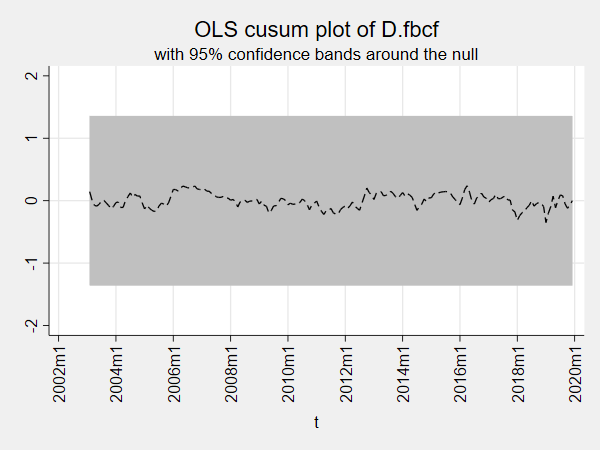 OLS cusum plot of D.fbcf
with 95% confidence bands around the null
2
1
0
-1
-2
2002m1
2004m1
2006m1
2008m1
2010m1
2012m1
2014m1
2016m1
2018m1
2020m1
t